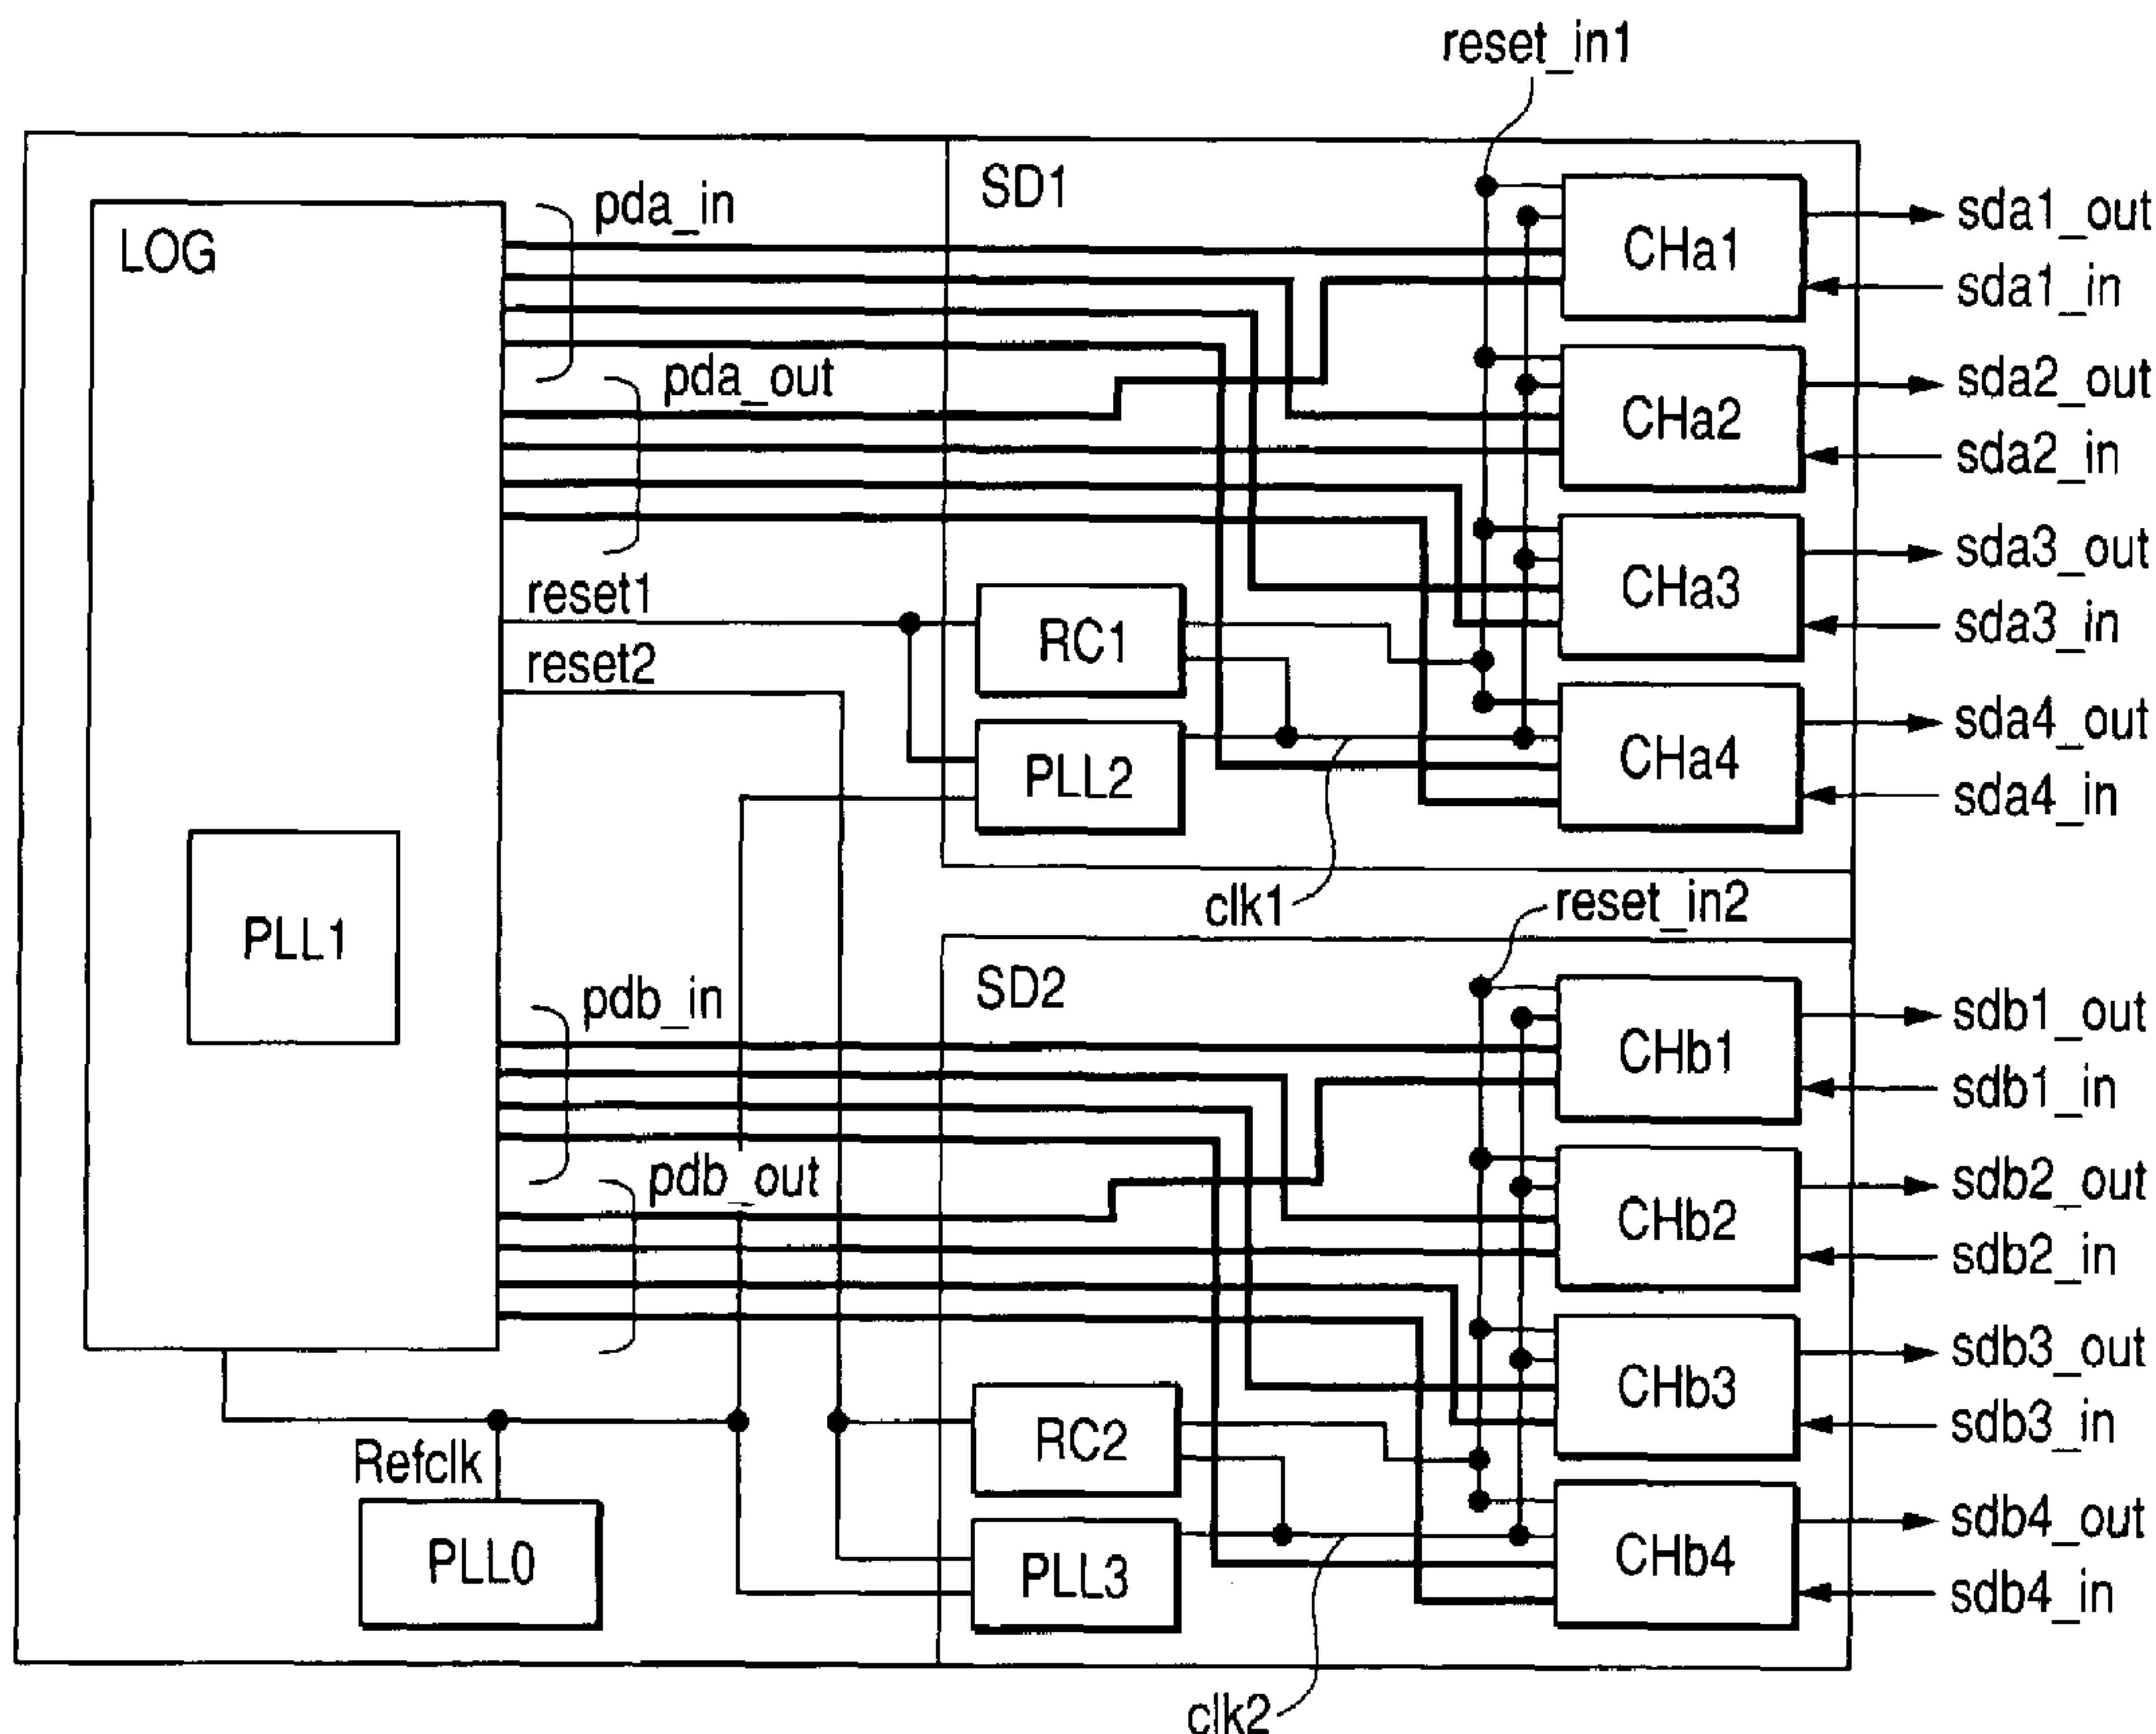 reset_in1
SD1
pda_in
LOG
CHa1
sda1_out
sda1_in
pda_out
CHa2
sda2_out
sda2_in
CHa3
sda3_out
sda3_in
reset1
RC1
reset2
CHa4
sda4_out
sda4_in
PLL2
clk1
PLL1
reset_in2
SD2
pdb_in
CHb1
sdb1_out
sdb1_in
pdb_out
CHb2
sdb2_out
sdb2_in
CHb3
sdb3_out
sdb3_in
RC2
Refclk
CHb4
sdb4_out
sdb4_in
PLL0
PLL3
clk2